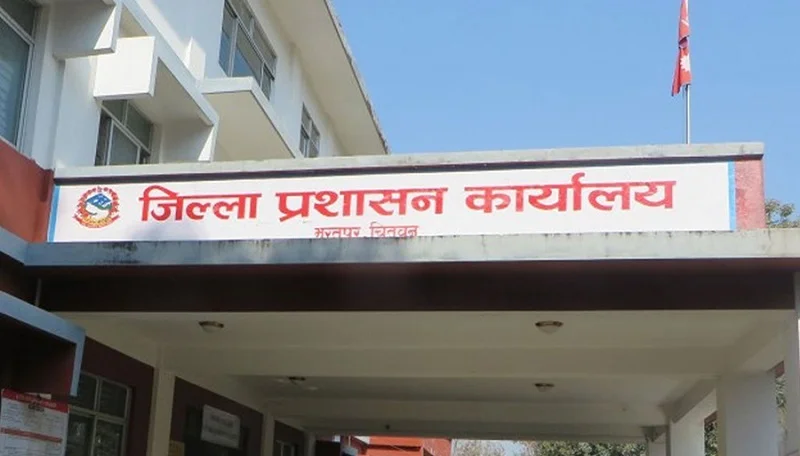 जिल्ला प्रशासन कार्यालय
भरतपुर, चितवन